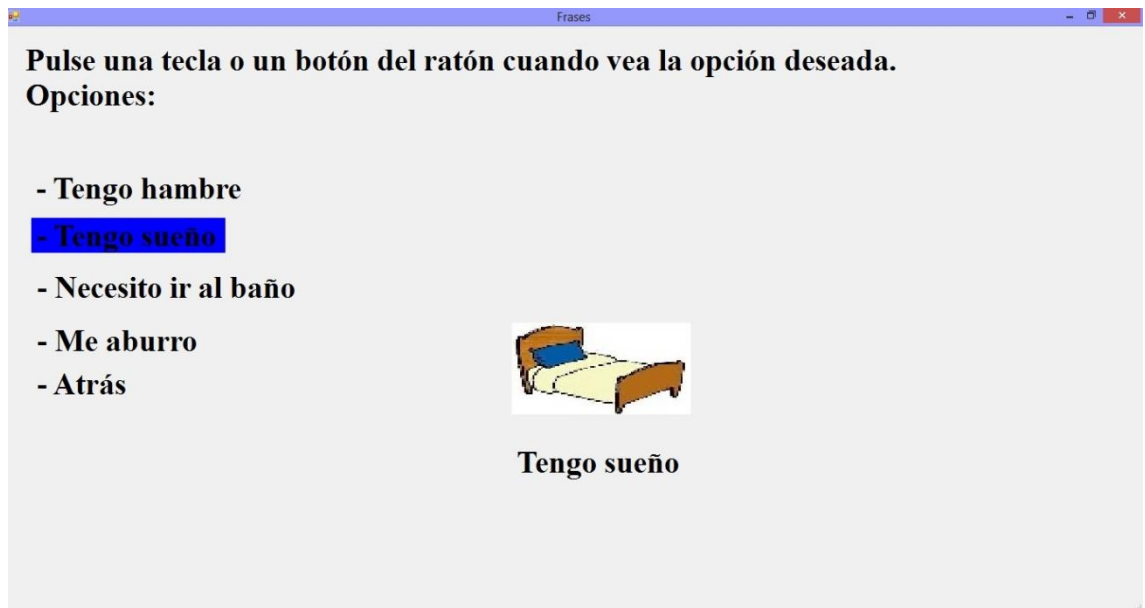 Frases
Pulse una tecla o un botón del ratón cuando vea la opción deseada.
Opciones:
- Tengo hambre
- Tengo sueño
- Necesito ir al baño
- Me aburro
- Atrás
Tengo sueño